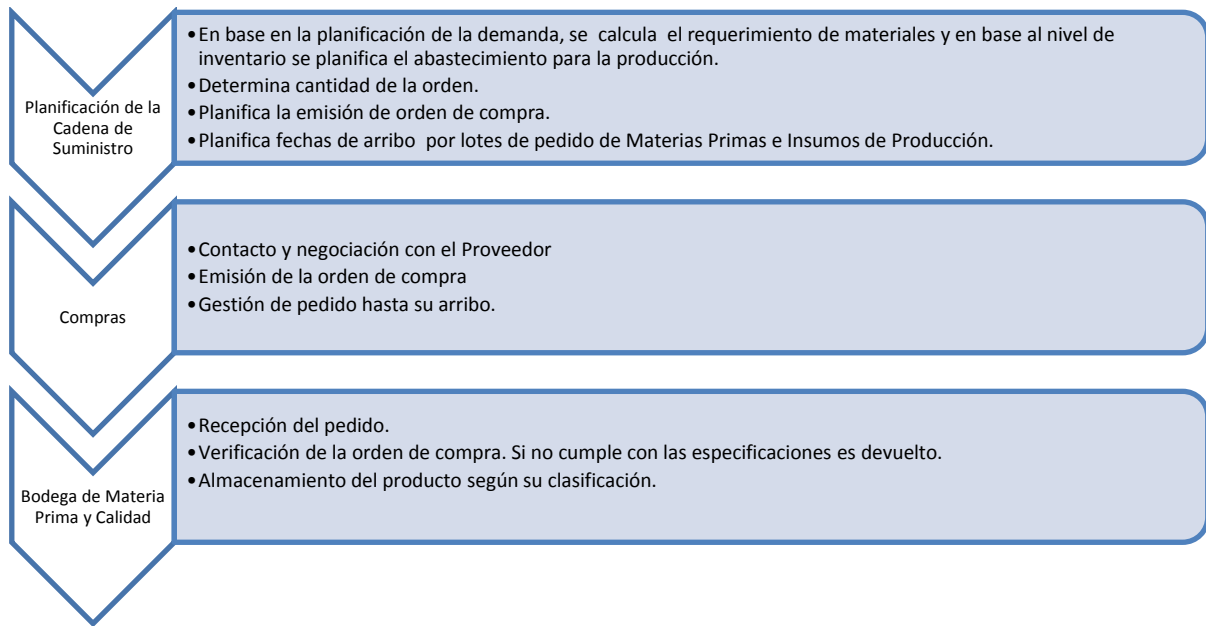 Planificación de la
Cadena de
Suministro
•En base en la planificación de la demanda, se calcula el requerimiento de materiales y en base al nivel de
inventario se planifica el abastecimiento para la producción.
•Determina cantidad de la orden.
•Planifica la emisión de orden de compra.
•Planifica fechas de arribo por lotes de pedido de Materias Primas e Insumos de Producción.
Compras
•Contacto y negociación con el Proveedor
•Emisión de la orden de compra
•Gestión de pedido hasta su arribo.
Bodega de Materia
Prima y Calidad
•Recepción del pedido.
•Verificación de la orden de compra. Si no cumple con las especificaciones es devuelto.
•Almacenamiento del producto según su clasificación.